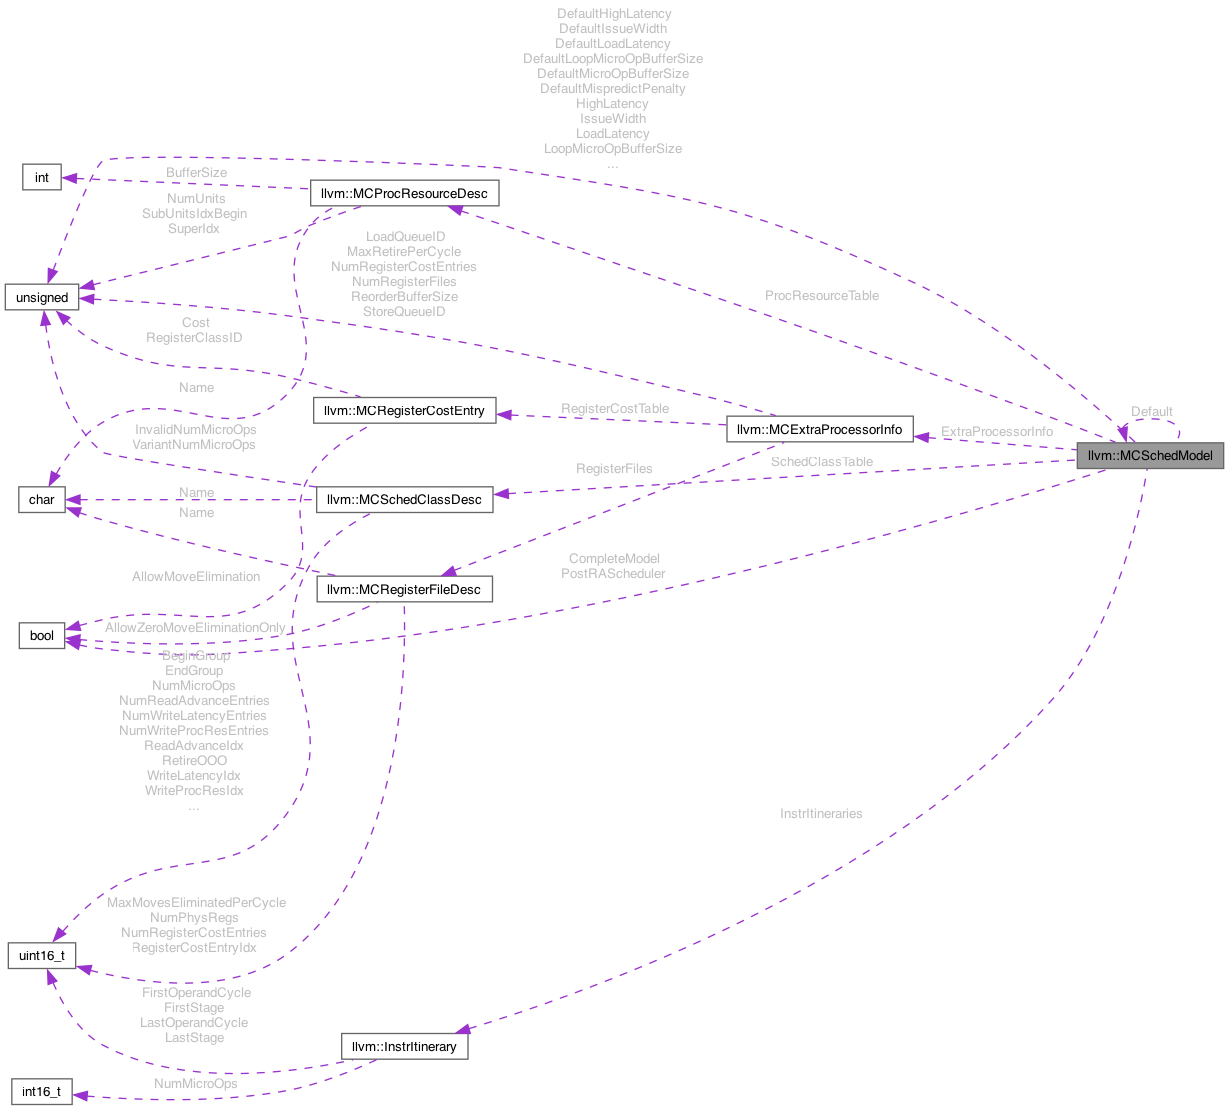 DefaultHighLatency
DefaultIssueWidth
DefaultLoadLatency
DefaultLoopMicroOpBufferSize
DefaultMicroOpBufferSize
DefaultMispredictPenalty
HighLatency
IssueWidth
LoadLatency
LoopMicroOpBufferSize
...
int
BufferSize
llvm::MCProcResourceDesc
NumUnits
SubUnitsIdxBegin
SuperIdx
LoadQueueID
MaxRetirePerCycle
NumRegisterCostEntries
NumRegisterFiles
ReorderBufferSize
StoreQueueID
unsigned
ProcResourceTable
Cost
RegisterClassID
Name
llvm::MCRegisterCostEntry
RegisterCostTable
Default
InvalidNumMicroOps
VariantNumMicroOps
llvm::MCExtraProcessorInfo
ExtraProcessorInfo
llvm::MCSchedModel
RegisterFiles
SchedClassTable
char
Name
llvm::MCSchedClassDesc
Name
CompleteModel
PostRAScheduler
AllowMoveElimination
llvm::MCRegisterFileDesc
bool
AllowZeroMoveEliminationOnly
BeginGroup
EndGroup
NumMicroOps
NumReadAdvanceEntries
NumWriteLatencyEntries
NumWriteProcResEntries
ReadAdvanceIdx
RetireOOO
WriteLatencyIdx
WriteProcResIdx
...
InstrItineraries
MaxMovesEliminatedPerCycle
NumPhysRegs
NumRegisterCostEntries
RegisterCostEntryIdx
uint16_t
FirstOperandCycle
FirstStage
LastOperandCycle
LastStage
llvm::InstrItinerary
NumMicroOps
int16_t